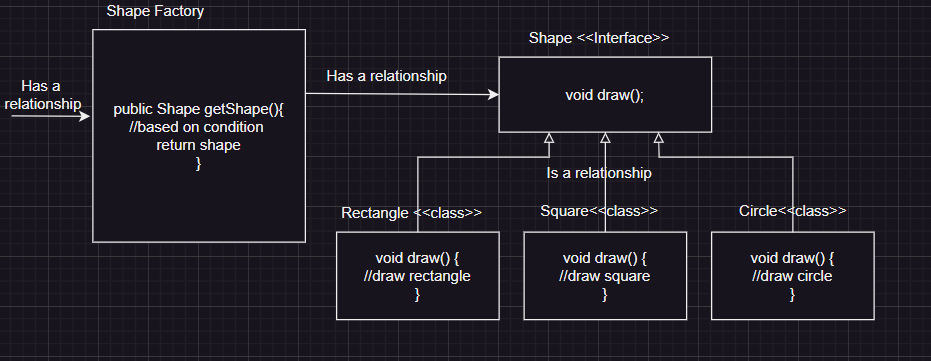 Shape Factory
Has a
relationship
public Shape getShape(){
//based on condition
return shape
}
Has a relationship
Shape <<Interface>>
void draw();
Is a relationship
Rectangle <<class>>
void draw() {
//draw rectangle
}
Square<<class>>
void draw() {
//draw square
}
Circle<<class>>
void draw() {
//draw circle
}